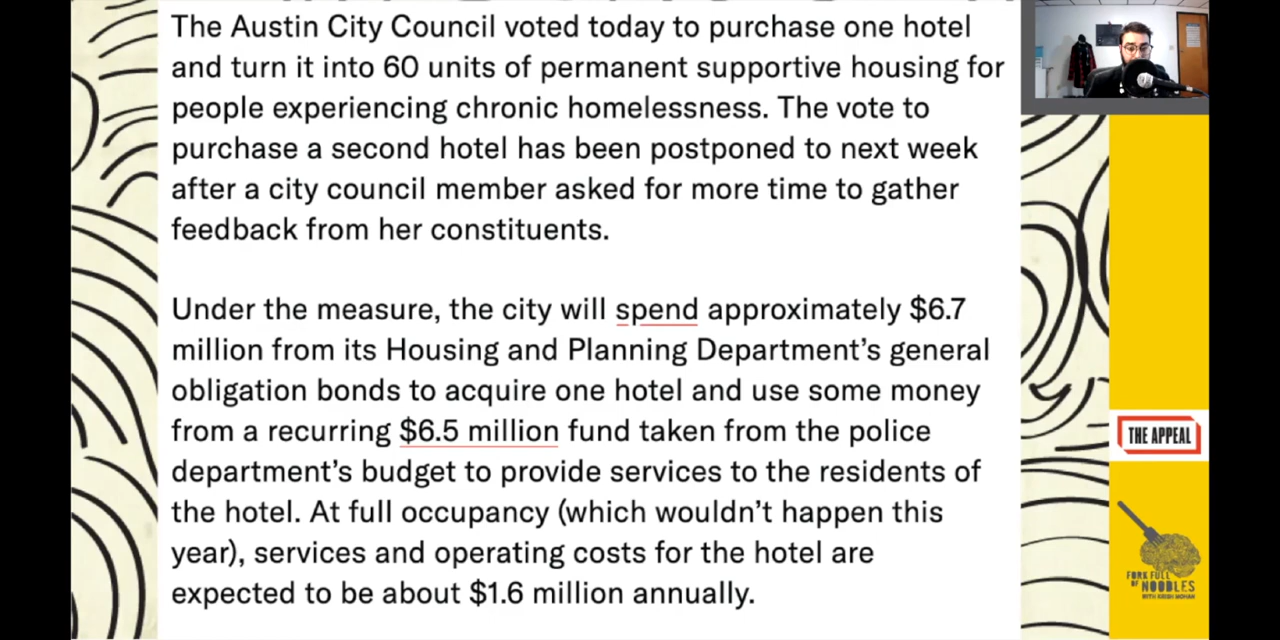 The Austin City Council voted today to purchase one hotel
and turn it into 60 units of permanent supportive housing for
people experiencing chronic homelessness. The vote to
purchase a second hotel has been postponed to next week
after a city council member asked for more time to gather
feedback from her constituents.
Under the measure, the city will spend approximately $6.7
million from its Housing and Planning Department's general
obligation bonds to acquire one hotel and use some money
from a recurring $6.5 million fund taken from the police
department's budget to provide services to the residents of
the hotel. At full occupancy (which wouldn't happen this
year), services and operating costs for the hotel are
expected to be about $1.6 million annually.
THE APPEAL
FORK FULL
OF NOODLES
WITH KRISH MOHAN